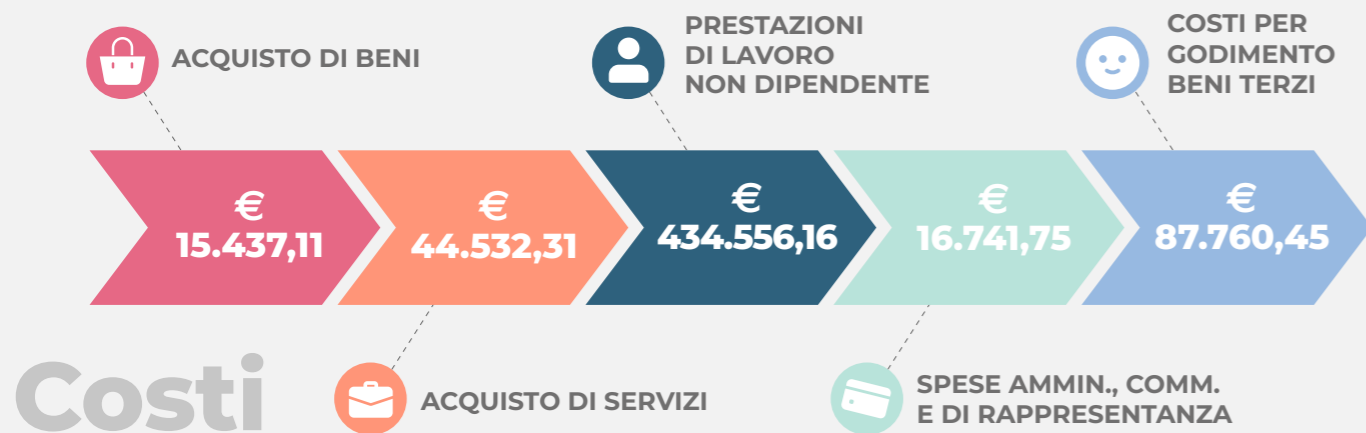 ACQUISTO DI BENI
PRESTAZIONI
DI LAVORO
NON DIPENDENTE
COSTI PER
GODIMENTO
BENI TERZI
€
15.437,11
€
44.532,31
€
434.556,16
€
16.741,75
€
87.760,45
Costi
ACQUISTO DI SERVIZI
SPESE AMMIN., COMM.
E DI RAPPRESENTANZA